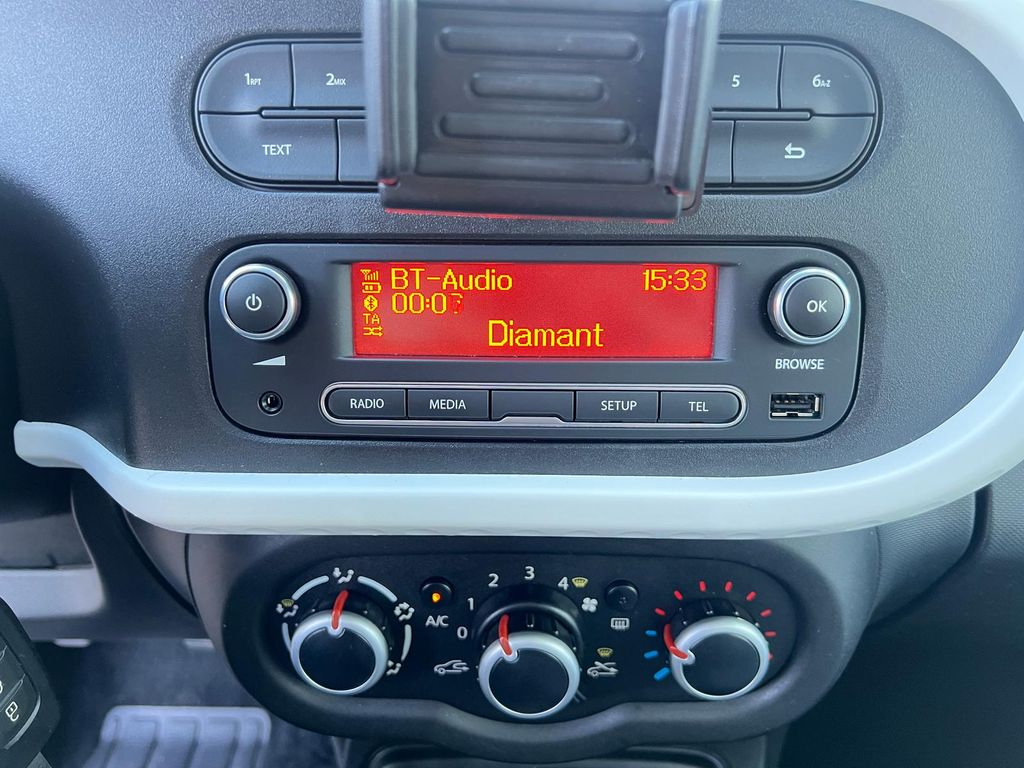 1RPT
2MIX
5
6A-Z
TEXT
BT-Audio
15:33
TA
Diamant
OK
BROWSE
RADIO
MEDIA
SETUP
TEL
A/C
0
1
2
3
4